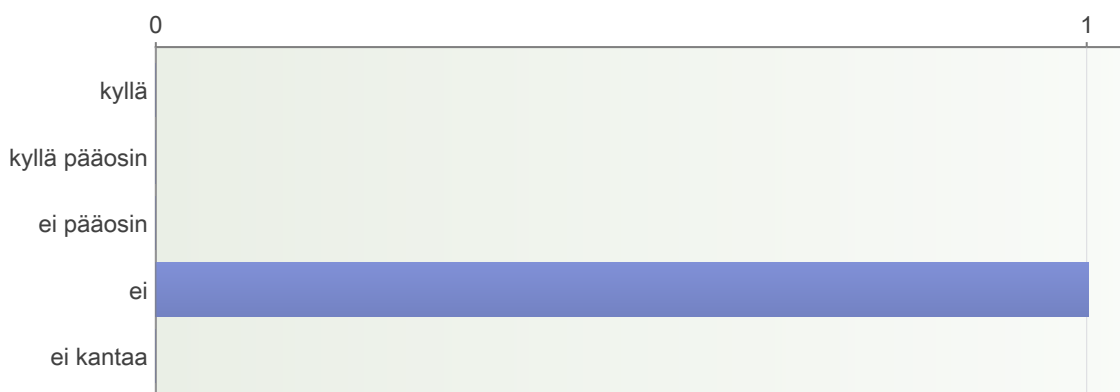 0 1
kyllä
kyllä pääosin
ei pääosin
ei
ei kantaa